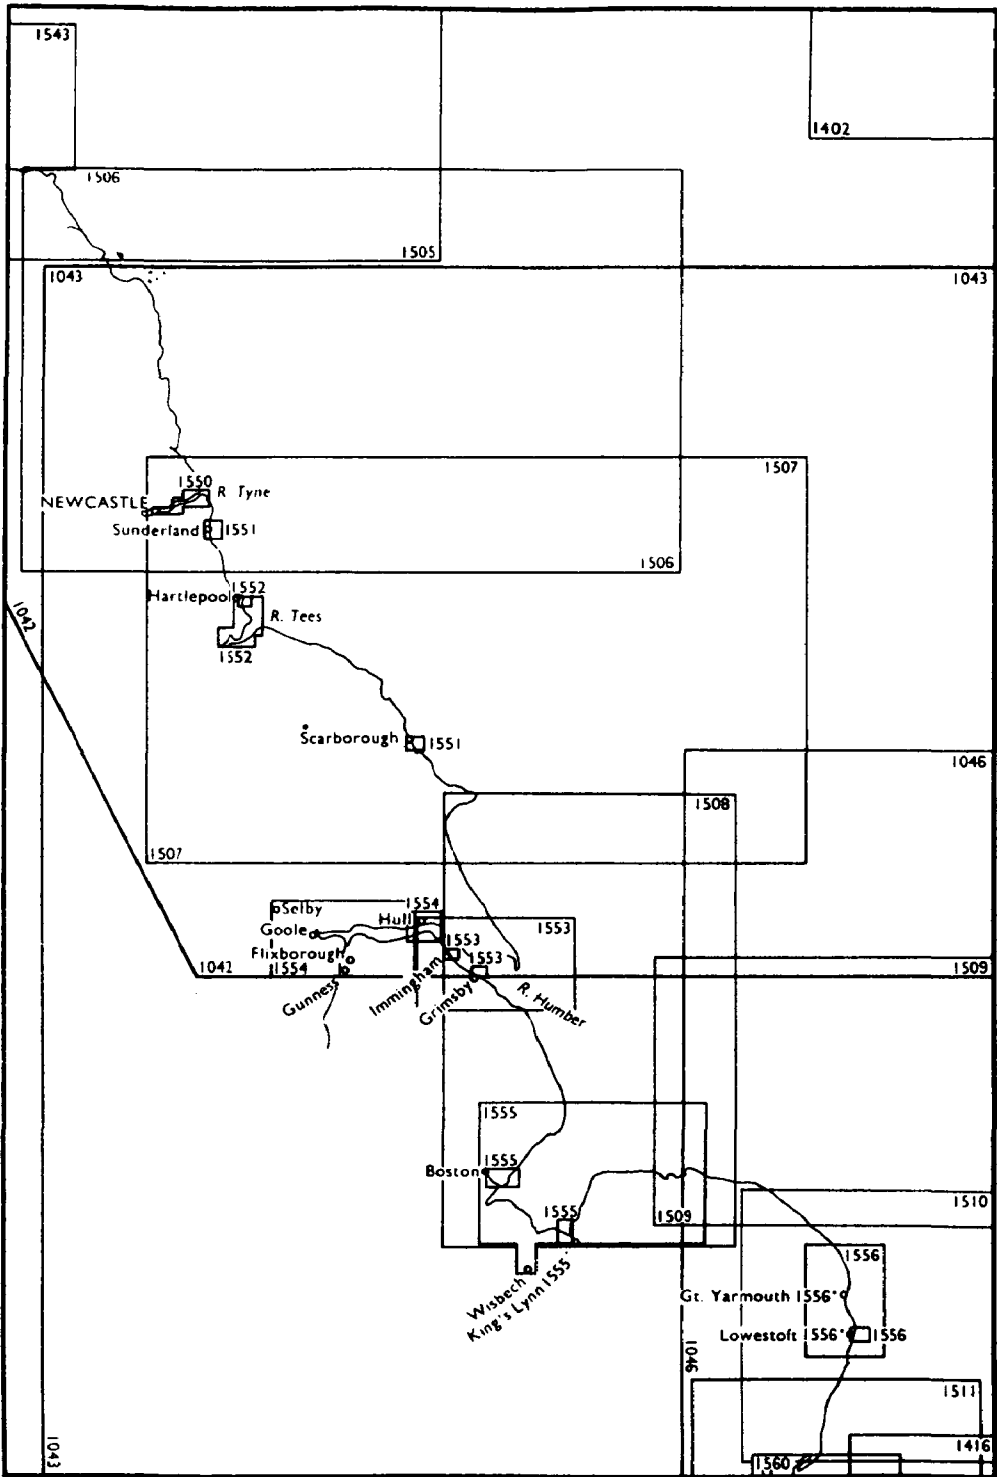 1543
1402
1506
1505
1043
1043
1507
1550
R. Tyne
NEWCASTLE
Sunderland
1551
1506
1552
Hartlepool
R. Tees
1042
1552
Scarborough
1551
1046
1508
1507
Selby
1554
Hull
Goole
1553
1553
Flixborough
1553
1042
1554
1509
Gunness
Immingham
Grimsby
R. Humber
1555
1555
Boston
1510
1555
1509
1556
Wisbech
King's Lynn 1555
Gt. Yarmouth 1556
Lowestoft 1556
1556
1046
1511
1043
1416
1560